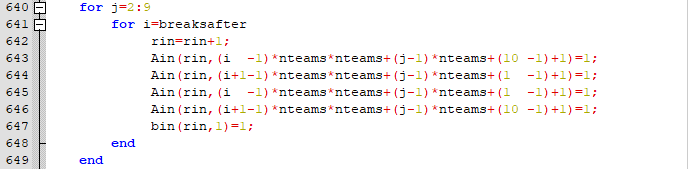 640 for j=2:9
641 for i=breaksafter
642 rin=rin+1;
643 Ain(rin,(i  -1)*nteams*nteams+(j-1)*nteams+(10 -1)+1)=1;
644 Ain(rin,(i+1-1)*nteams*nteams+(j-1)*nteams+(1  -1)+1)=1;
645 Ain(rin,(i  -1)*nteams*nteams+(j-1)*nteams+(1  -1)+1)=1;
646 Ain(rin,(i+1-1)*nteams*nteams+(j-1)*nteams+(10 -1)+1)=1;
647 bin(rin,1)=1;
648 end
649 end